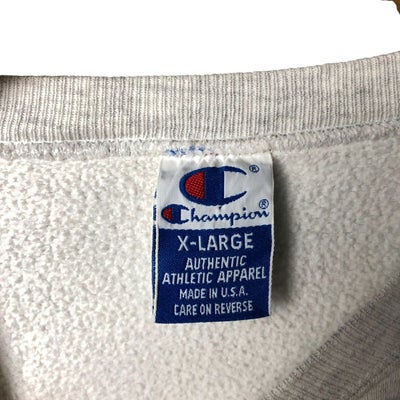 ®
Champion®
X-LARGE
AUTHENTIC
ATHLETIC APPAREL
MADE IN U.S.A.
CARE ON REVERSE